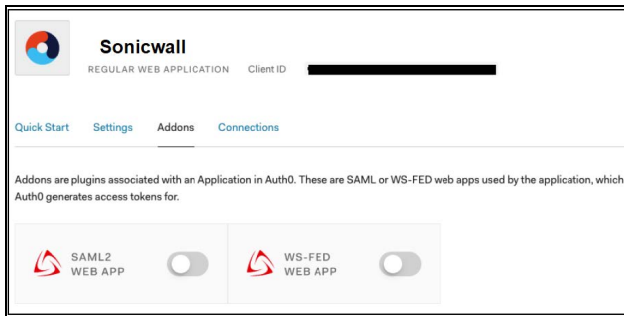 Sonicwall
REGULAR WEB APPLICATION Client ID
Quick Start Settings Addons Connections
Addons are plugins associated with an Application in Auth0. These are SAML or WS-FED web apps used by the application, which
Auth0 generates access tokens for.
SAML2 WS-FED
WEB APP WEB APP